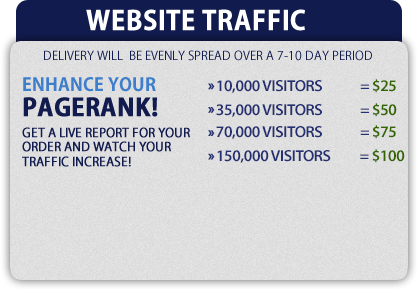 WEBSITE TRAFFIC
DELIVERY WILL BE EVENLY SPREAD OVER A 7-10 DAY PERIOD
ENHANCE YOUR
PAGERANK!
GET A LIVE REPORT FOR YOUR
ORDER AND WATCH YOUR
TRAFFIC INCREASE!
» 10,000 VISITORS = $25
» 35,000 VISITORS = $50
» 70,000 VISITORS = $75
» 150,000 VISITORS = $100